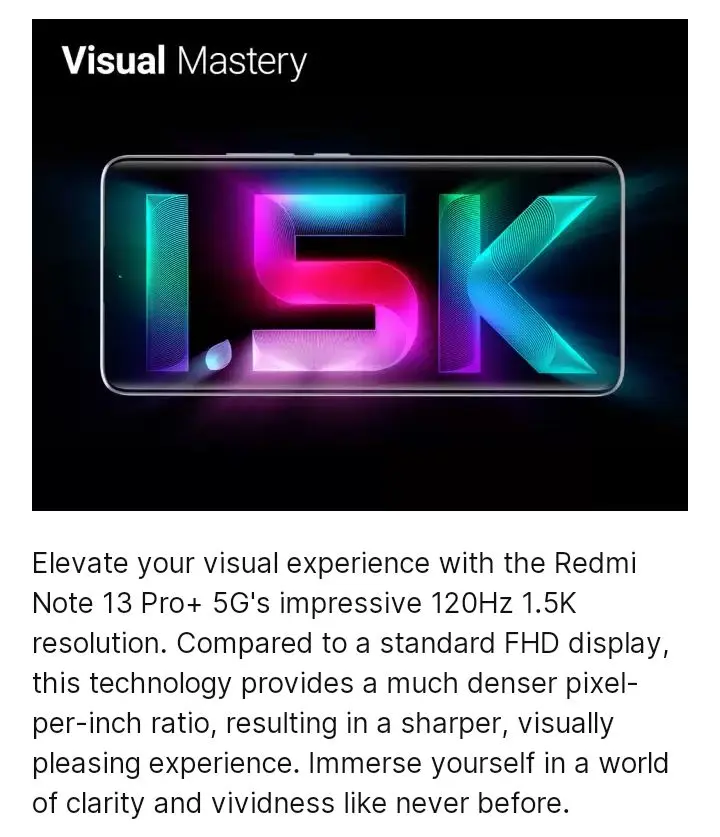 Visual Mastery
1.5K
Elevate your visual experience with the Redmi
Note 13 Pro+ 5G's impressive 120Hz 1.5K
resolution. Compared to a standard FHD display,
this technology provides a much denser pixel-
per-inch ratio, resulting in a sharper, visually
pleasing experience. Immerse yourself in a world
of clarity and vividness like never before.